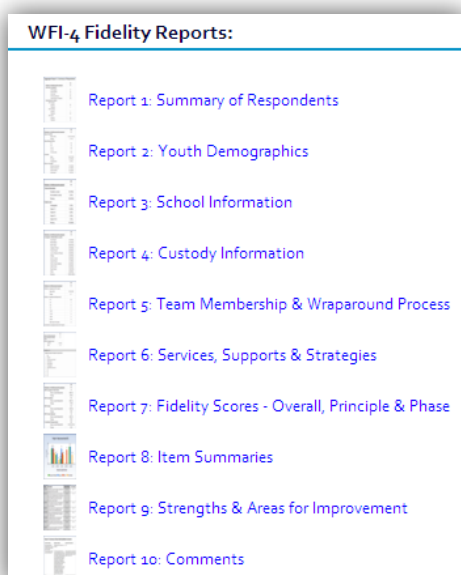 WFI-4 Fidelity Reports:
Report 1: Summary of Respondents
Report 2: Youth Demographics
Report 3: School Information
Report 4: Custody Information
Report 5: Team Membership & Wraparound Process
Report 6: Services, Supports & Strategies
Report 7: Fidelity Scores - Overall, Principle & Phase
Report 8: Item Summaries
Report 9: Strengths & Areas for Improvement
Report 10: Comments